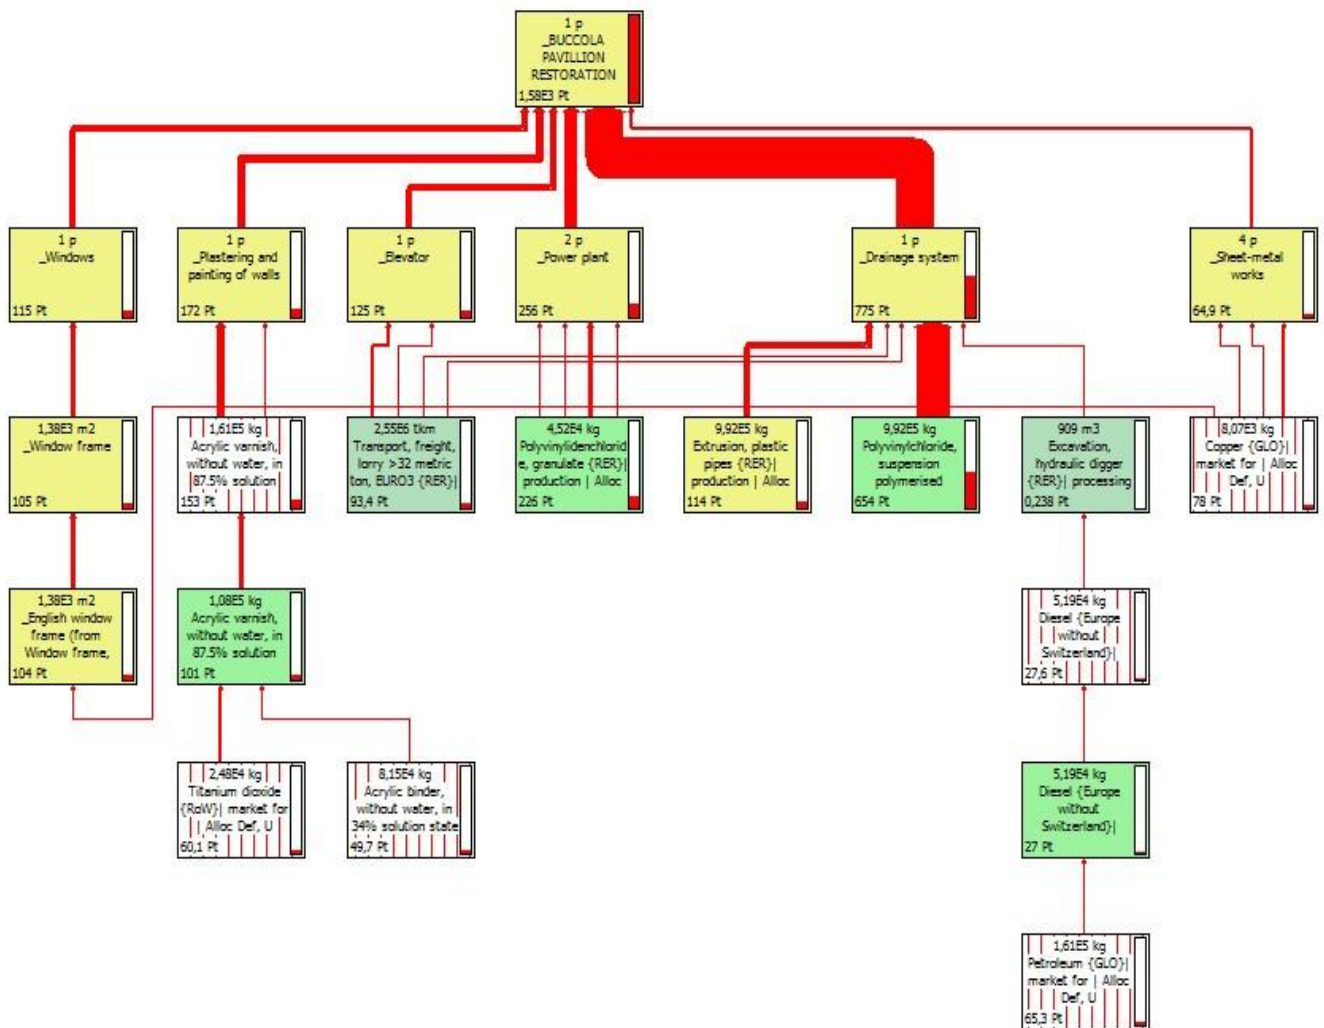 1 p
_BUCCOLA
PAVILLION
RESTORATION
1,58E3 Pt
1 p
_Windows
115 Pt
1 p
_Plastering and
painting of walls
172 Pt
1 p
_Elevator
125 Pt
2 p
_Power plant
256 Pt
1 p
_Drainage system
775 Pt
4 p
_Sheet-metal
works
64,9 Pt
1,38E3 m2
_Window frame
105 Pt
1,61E5 kg
Acrylic varnish,
without water, in
87.5% solution
153 Pt
2,55E6 tkm
Transport, freight,
lorry >32 metric
ton, EURO3 {RER}|
93,4 Pt
4,52E4 kg
Polyvinylidenchlorid
e, granulate {RER}|
production | Alloc
226 Pt
9,92E5 kg
Extrusion, plastic
pipes {RER}|
production | Alloc
114 Pt
9,92E5 kg
Polyvinylchloride,
suspension
polymerised
654 Pt
909 m3
Excavation,
hydraulic digger
{RER}| processing
0,238 Pt
8,07E3 kg
Copper {GLO}|
market for | Alloc
Def, U
78 Pt
1,38E3 m2
_English window
frame (from
Window frame,
104 Pt
1,08E5 kg
Acrylic varnish,
without water, in
87.5% solution
101 Pt
5,19E4 kg
Diesel {Europe
without
Switzerland}|
27,6 Pt
2,48E4 kg
Titanium dioxide
{RoW}| market for
| Alloc Def, U
60,1 Pt
8,15E4 kg
Acrylic binder,
without water, in
34% solution state
49,7 Pt
5,19E4 kg
Diesel {Europe
without
Switzerland}|
27 Pt
1,61E5 kg
Petroleum {GLO}|
market for | Alloc
Def, U
65,3 Pt